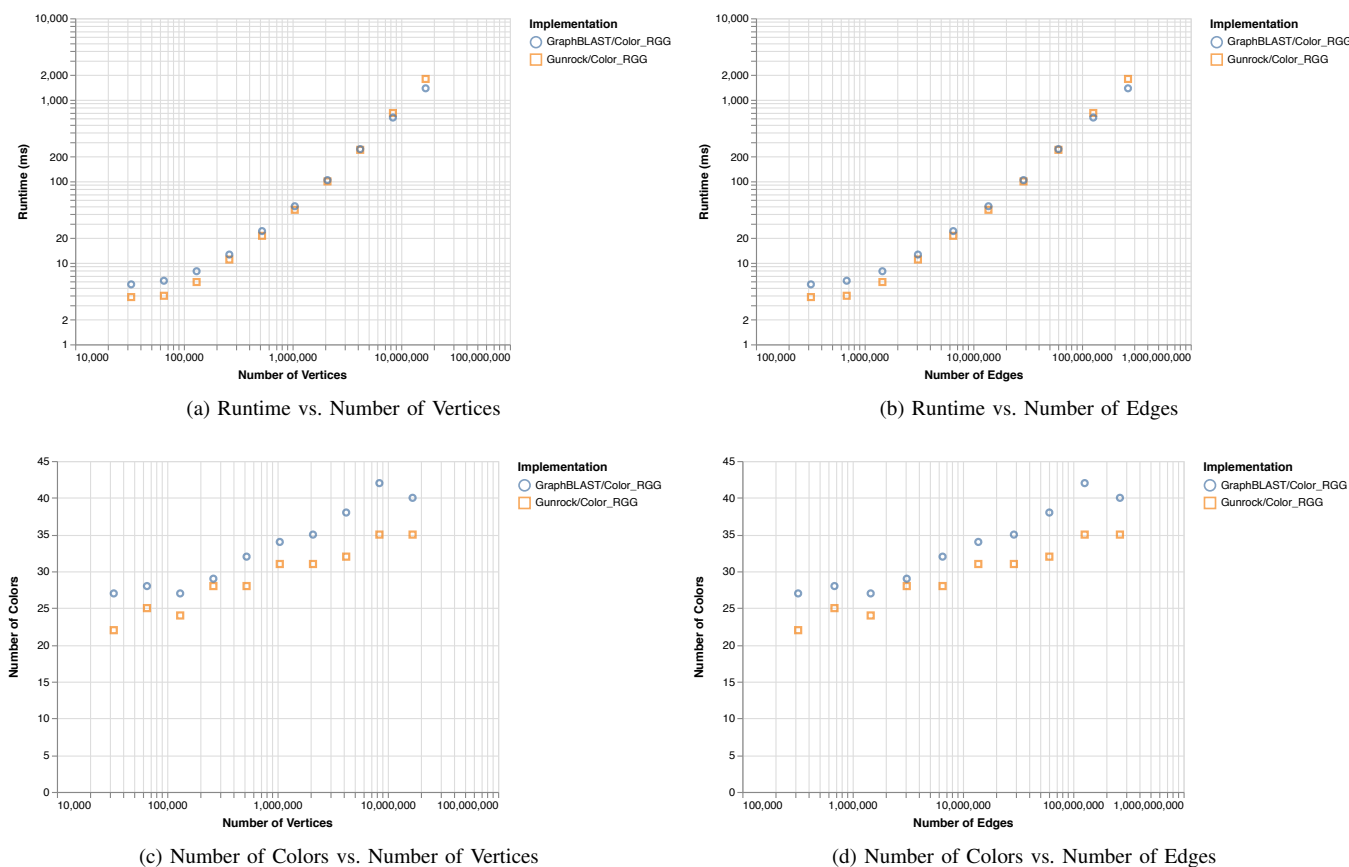 10,000
2,000
1,000
200
100
20
10
2
1
Runtime (ms)
10,000 100,000 1,000,000 10,000,000 100,000,000
Number of Vertices
Implementation
GraphBLAST/Color_RGG
Gunrock/Color_RGG
(a) Runtime vs. Number of Vertices
10,000
2,000
1,000
200
100
20
10
2
1
Runtime (ms)
100,000 1,000,000 10,000,000 100,000,000 1,000,000,000
Number of Edges
Implementation
GraphBLAST/Color_RGG
Gunrock/Color_RGG
(b) Runtime vs. Number of Edges
45
40
35
30
25
20
15
10
5
0
Number of Colors
10,000 100,000 1,000,000 10,000,000 100,000,000
Number of Vertices
Implementation
GraphBLAST/Color_RGG
Gunrock/Color_RGG
(c) Number of Colors vs. Number of Vertices
45
40
35
30
25
20
15
10
5
0
Number of Colors
100,000 1,000,000 10,000,000 100,000,000 1,000,000,000
Number of Edges
Implementation
GraphBLAST/Color_RGG
Gunrock/Color_RGG
(d) Number of Colors vs. Number of Edges